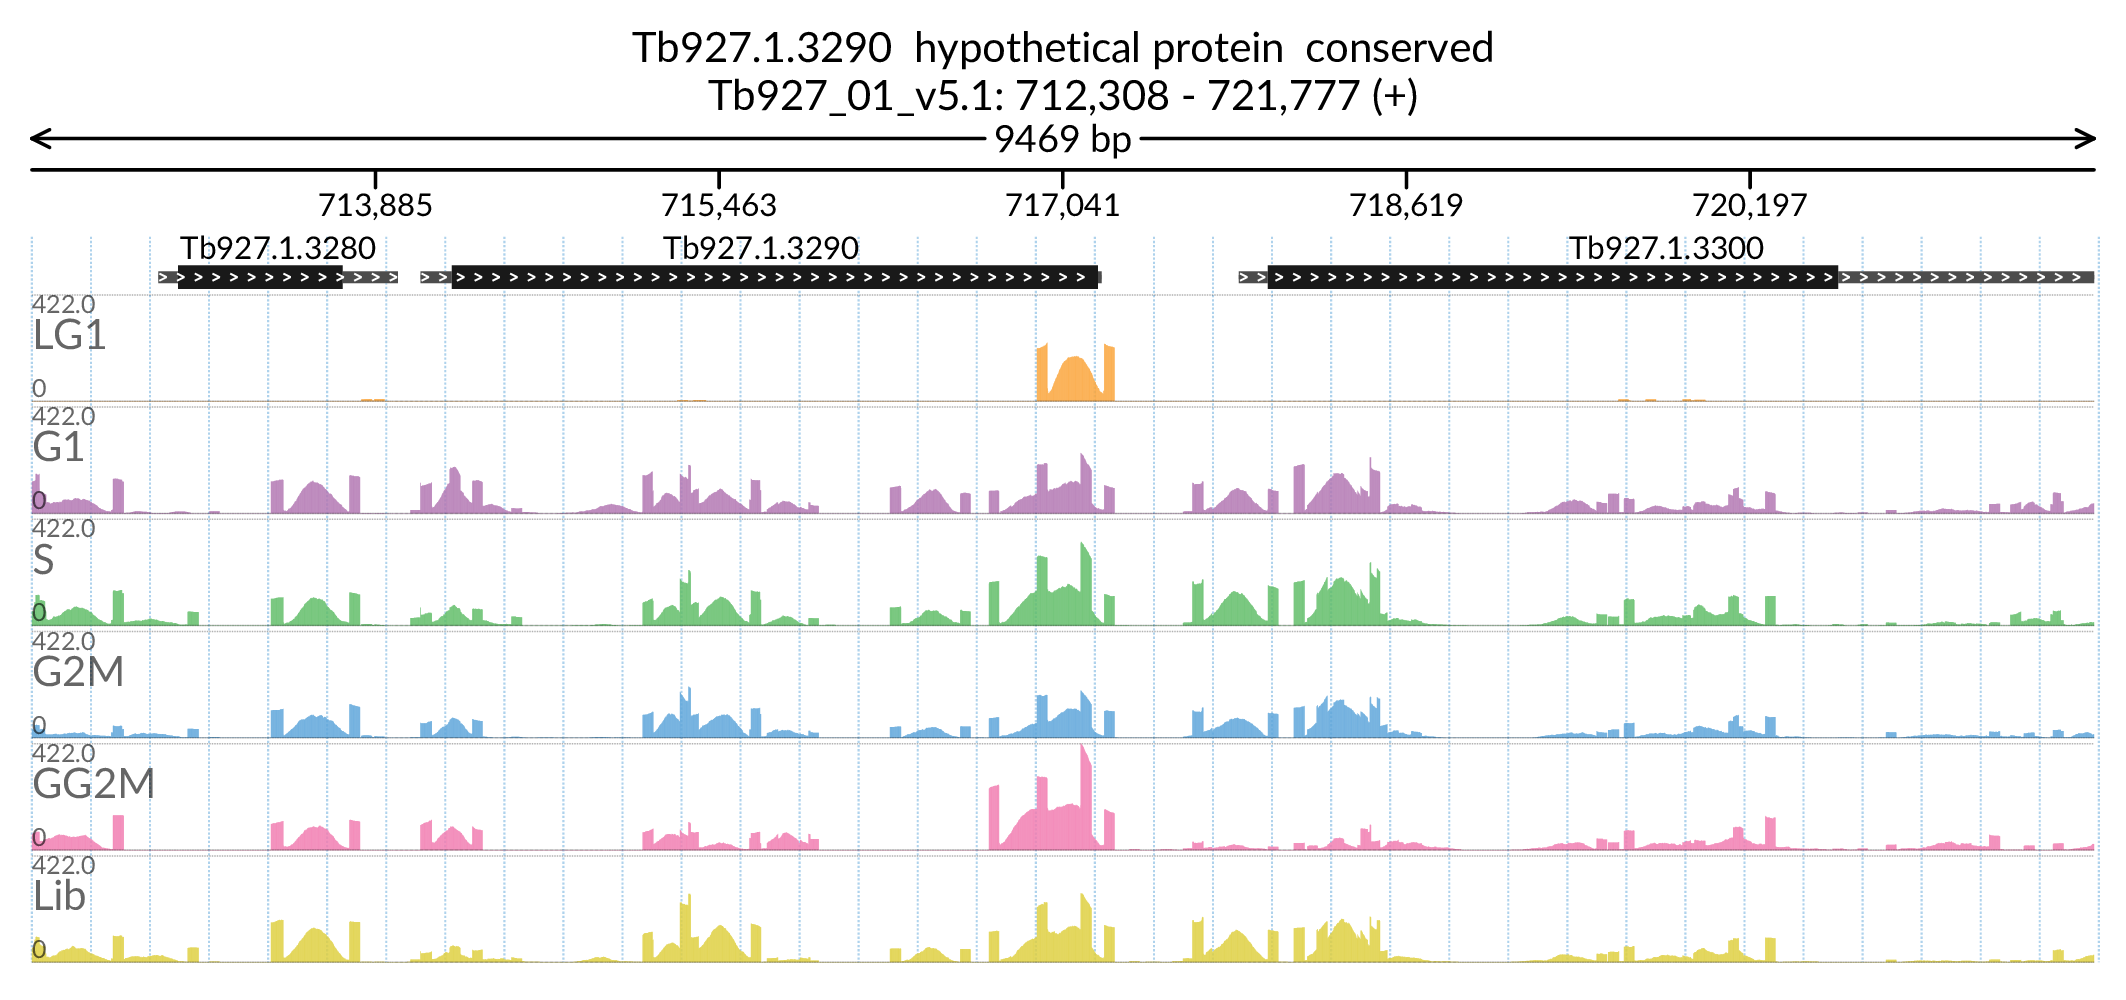 Tb927.1.3290 hypothetical protein conserved
Tb927_01_v5.1: 712,308 - 721,777 (+)
9469 bp
713,885 715,463 717,041 718,619 720,197
Tb927.1.3280 Tb927.1.3290 Tb927.1.3300
422.0
LG1
0
422.0
G1
0
422.0
S
0
422.0
G2M
0
422.0
GG2M
0
422.0
Lib
0